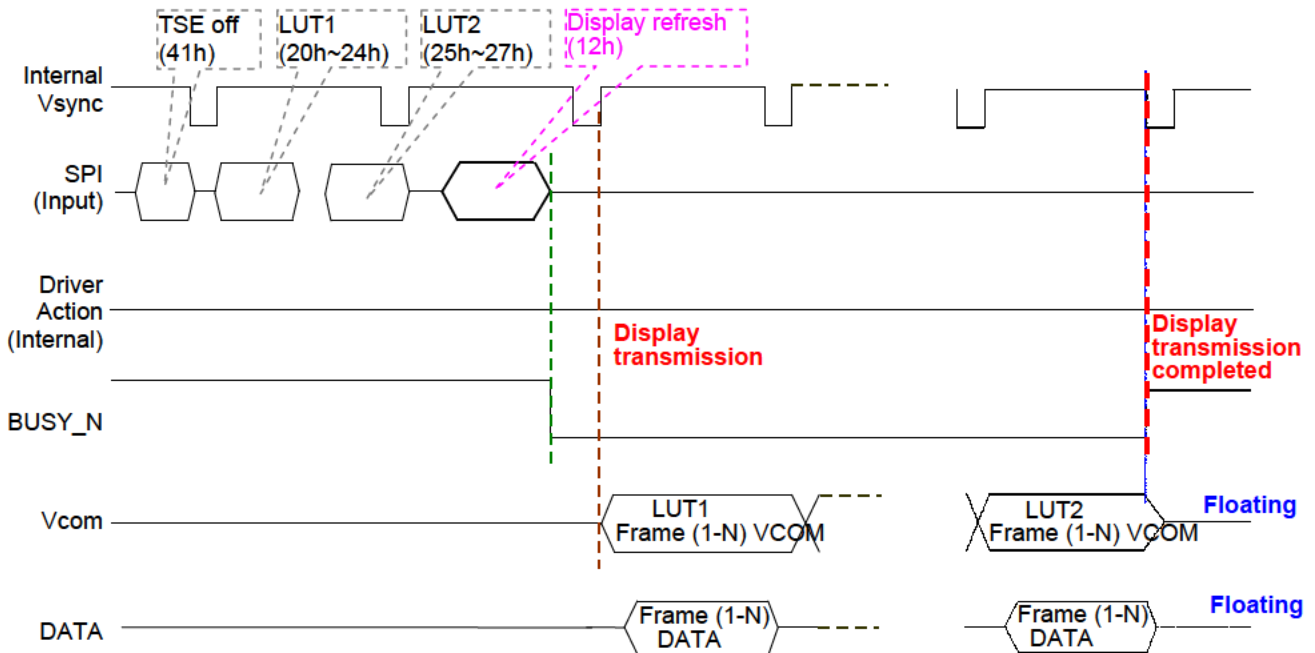 TSE off
(41h)
LUT1
(20h~24h)
LUT2
(25h~27h)
Display refresh
(12h)
Internal
Vsync
SPI
(Input)
Driver
Action
(Internal)
Display
transmission
Display
transmission
completed
BUSY_N
Vcom
LUT1
Frame (1-N) VCOM
LUT2
Frame (1-N) VCOM
Floating
DATA
Frame (1-N)
DATA
Frame (1-N)
DATA
Floating